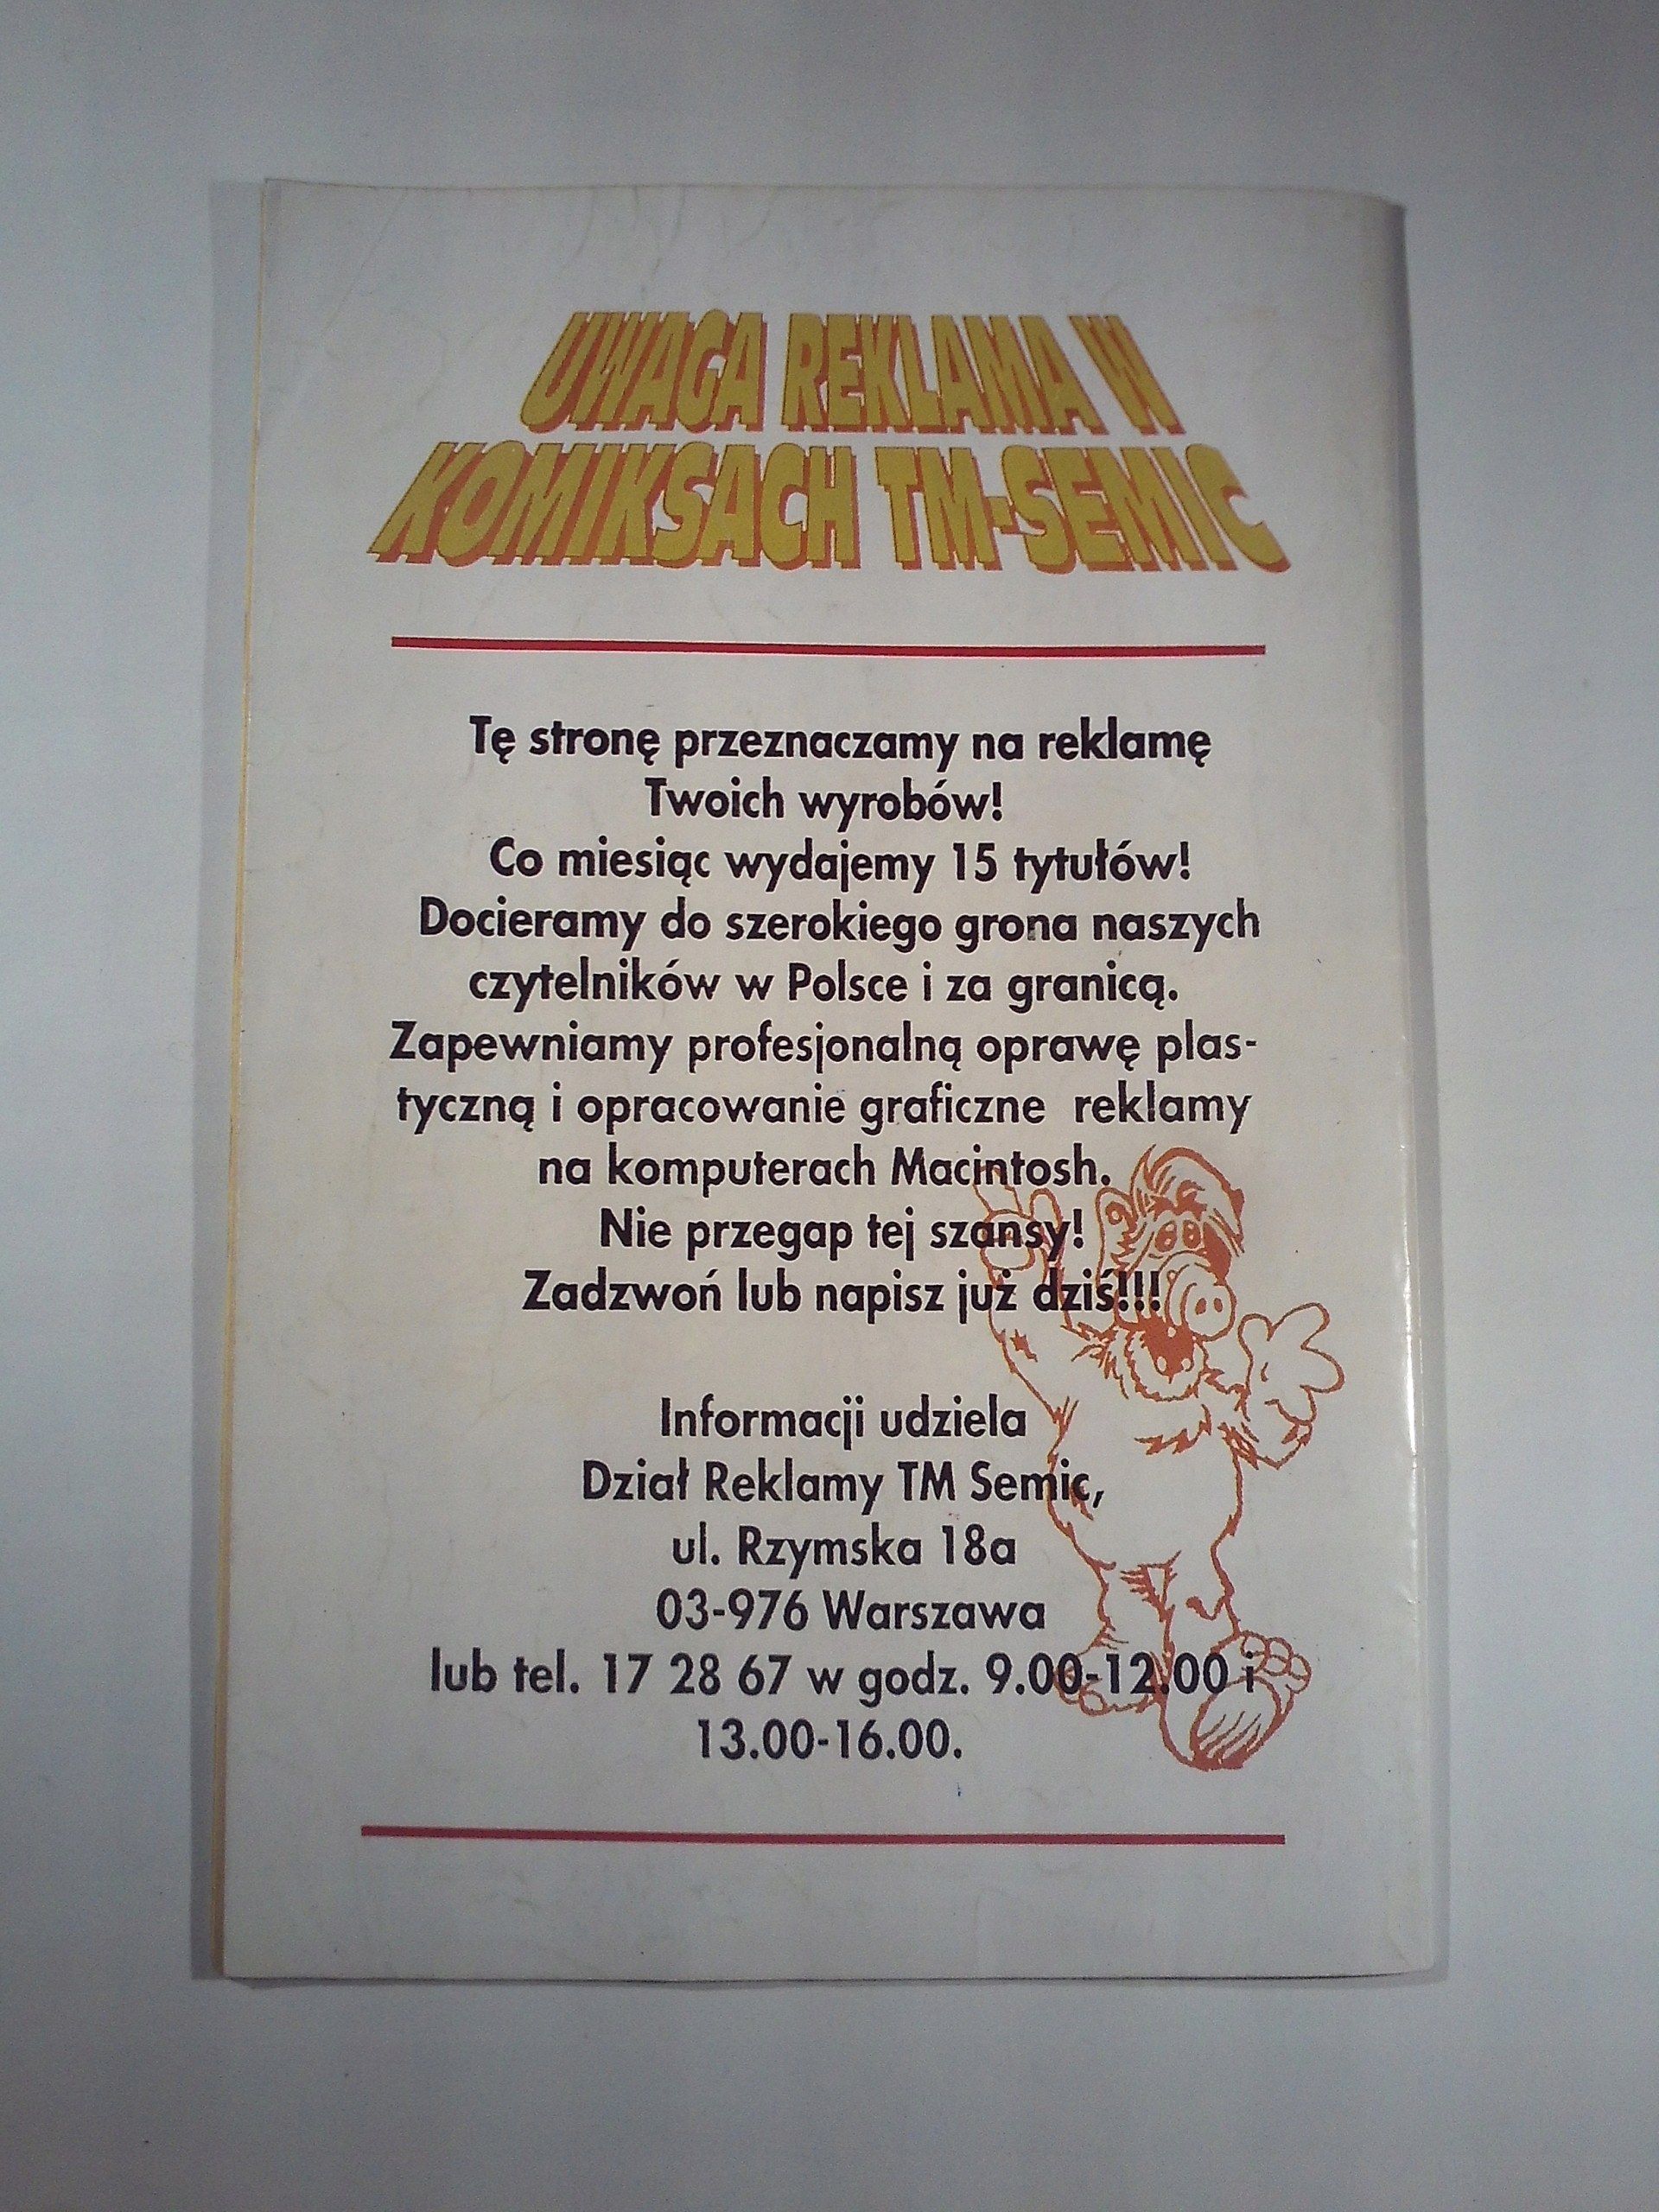 UWAGA REKLAMA W
KOMIKSACH TM-SEMIC
Tę stronę przeznaczamy na reklamę
Twoich wyrobów!
Co miesiąc wydajemy 15 tytułów!
Docieramy do szerokiego grona naszych
czytelników w Polsce i za granicą.
Zapewniamy profesjonalną oprawę plas-
tyczną i opracowanie graficzne reklamy
na komputerach Macintosh.
Nie przegap tej szansy!
Zadzwoń lub napisz już dziś!!!
Informacji udziela
Dział Reklamy TM Semic,
ul. Rzymska 18a
03-976 Warszawa
lub tel. 17 28 67 w godz. 9.00-12.00 i
13.00-16.00.